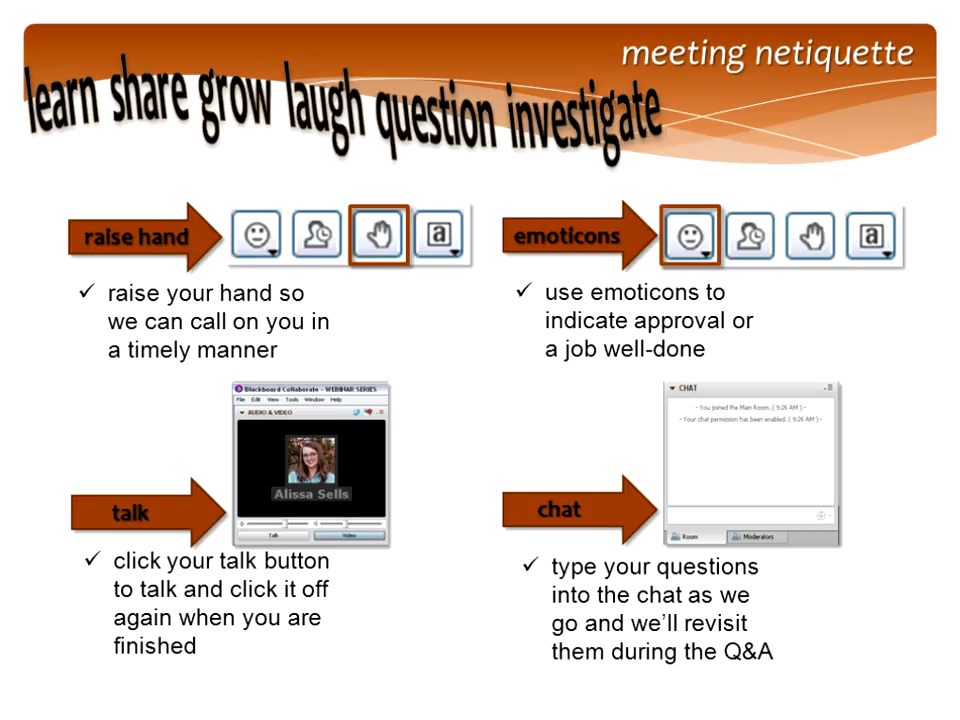 meeting netiquette
learn share grow laugh question investigate
raise hand
a
raise your hand so
we can call on you in
a timely manner
emoticons
a
use emoticons to
indicate approval or
a job well-done
Blackboard Collaborate - WEBINAR SERIES
File Edit View Tools Window Help
AUDIO & VIDEO
Alissa Sells
Talk Video
talk
click your talk button
to talk and click it off
again when you are
finished
CHAT
- You joined the Main Room. ( 9:26 AM ) -
- Your chat permission has been enabled. ( 9:26 AM ) -
Room Moderators
chat
type your questions
into the chat as we
go and we’ll revisit
them during the Q&A